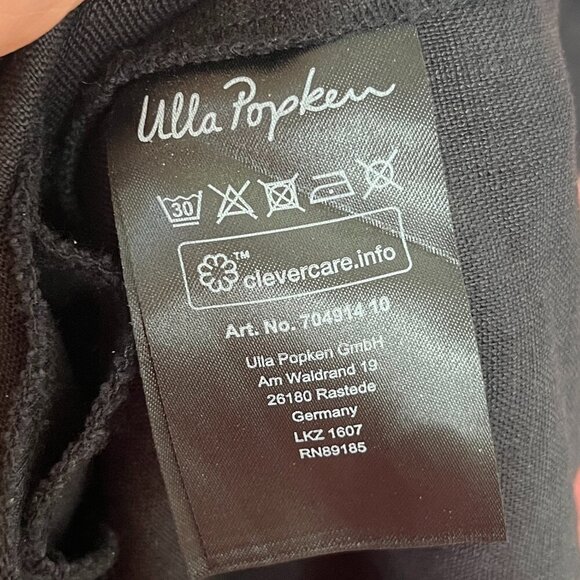 Ulla Popken
30
™ clevercare.info
Art. No. 704914 10
Ulla Popken GmbH
Am Waldrand 19
26180 Rastede
Germany
LKZ 1607
RN89185